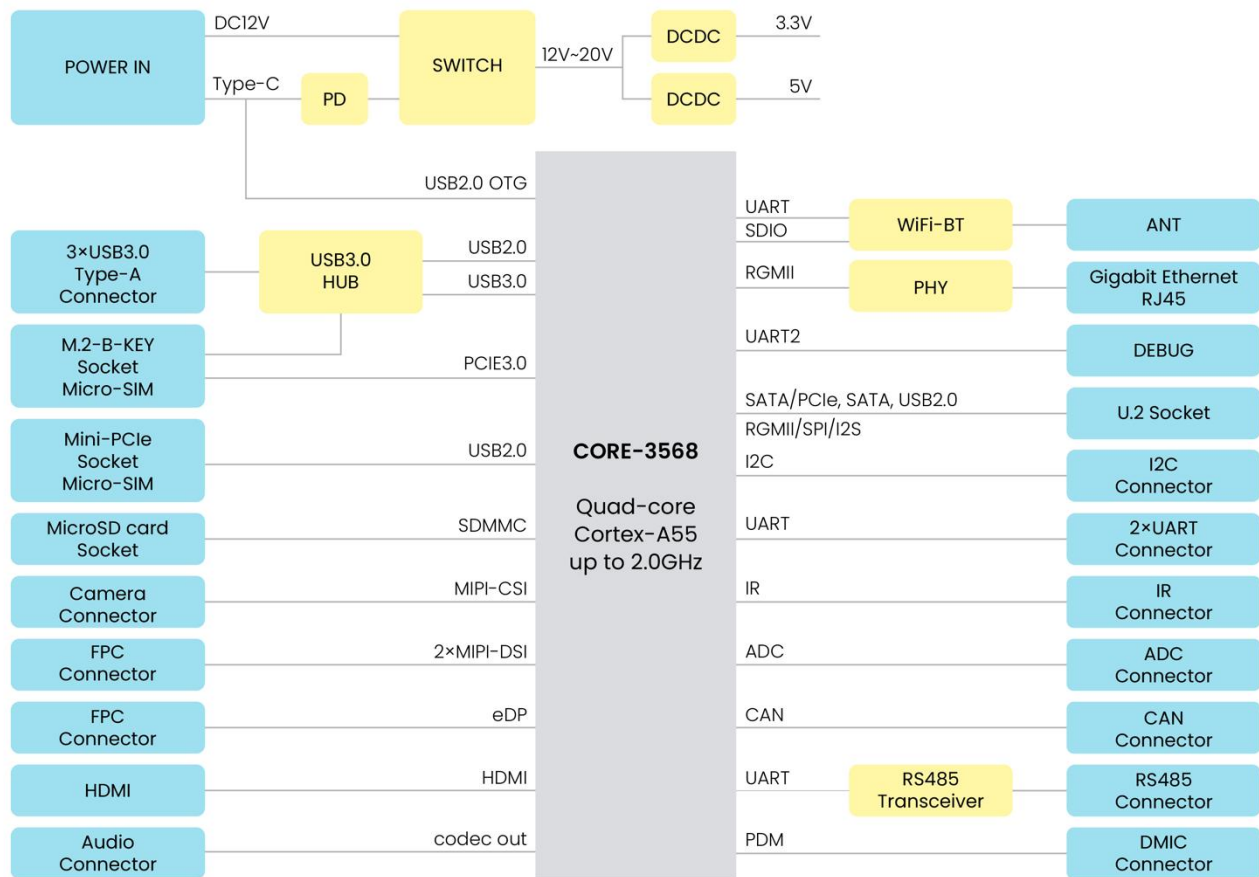 POWER IN
DC12V
Type-C
PD
SWITCH
12V~20V
DCDC
3.3V
DCDC
5V
USB2.0 OTG
3×USB3.0
Type-A
Connector
USB3.0
HUB
USB2.0
USB3.0
M.2-B-KEY
Socket
Micro-SIM
PCIE3.0
Mini-PCIe
Socket
Micro-SIM
USB2.0
MicroSD card
Socket
SDMMC
Camera
Connector
MIPI-CSI
FPC
Connector
2×MIPI-DSI
FPC
Connector
eDP
HDMI
HDMI
Audio
Connector
codec out
CORE-3568
Quad-core
Cortex-A55
up to 2.0GHz
UART
SDIO
WiFi-BT
ANT
RGMII
PHY
Gigabit Ethernet
RJ45
UART2
DEBUG
SATA/PCIe, SATA, USB2.0
RGMII/SPI/I2S
U.2 Socket
I2C
I2C
Connector
UART
2×UART
Connector
IR
IR
Connector
ADC
ADC
Connector
CAN
CAN
Connector
UART
RS485
Transceiver
RS485
Connector
PDM
DMIC
Connector